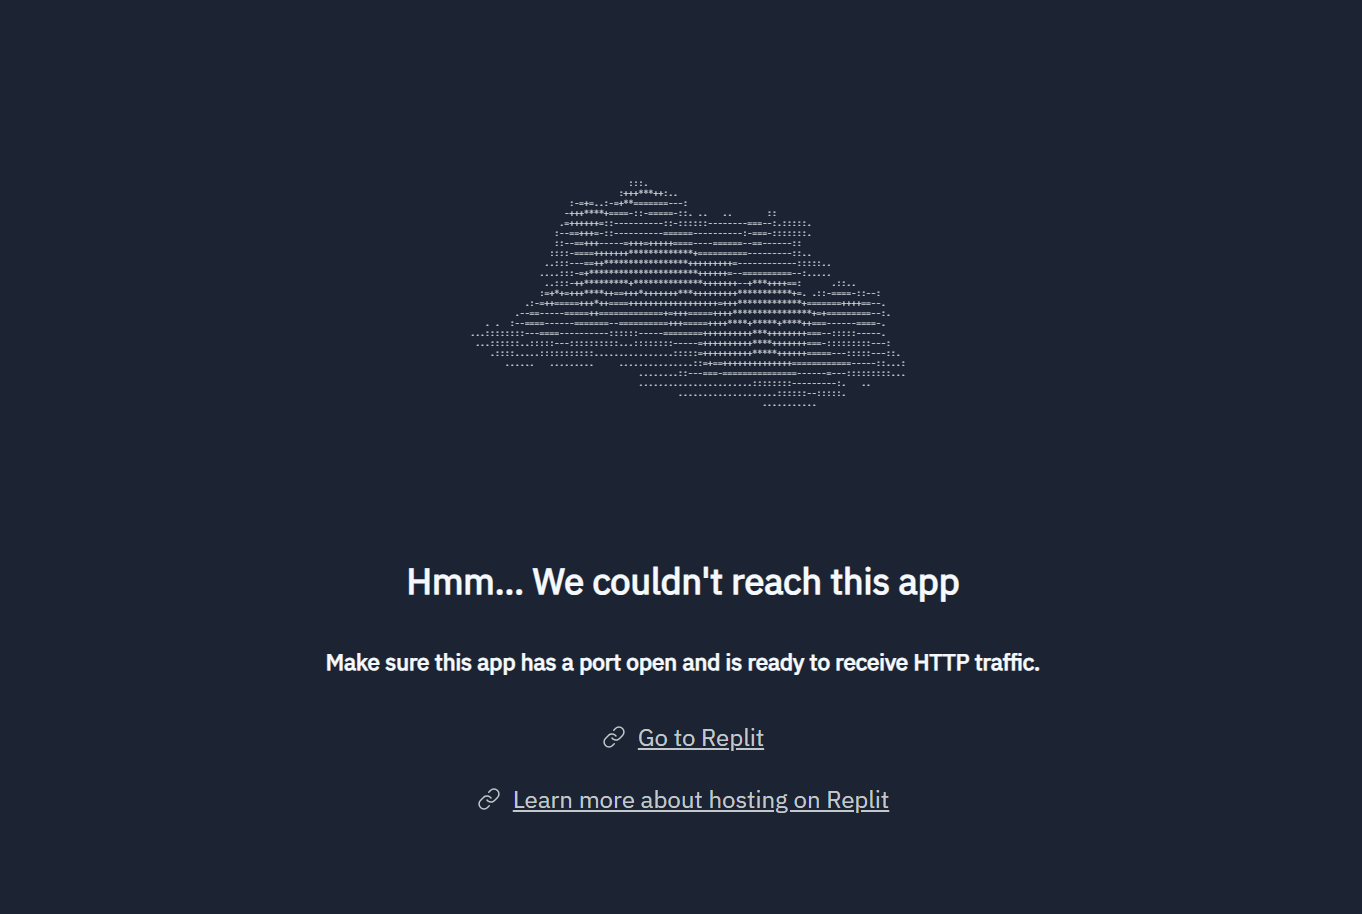 Hmm... We couldn't reach this app
Make sure this app has a port open and is ready to receive HTTP traffic.
Go to Replit
Learn more about hosting on Replit